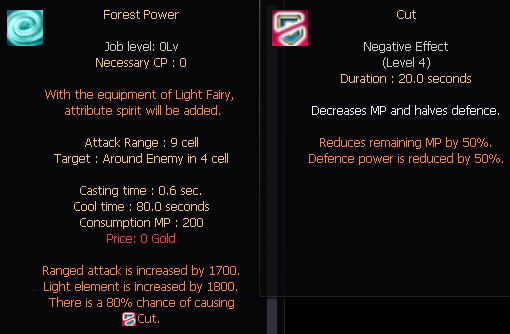 Forest Power
Job level: 0Lv
Necessary CP : 0
With the equipment of Light Fairy,
attribute spirit will be added.
Attack Range : 9 cell
Target : Around Enemy in 4 cell
Casting time : 0.6 sec.
Cool time : 80.0 seconds
Consumption MP : 200
Price: 0 Gold
Ranged attack is increased by 1700.
Light element is increased by 1800.
There is a 80% chance of causing
Cut.
Cut
Negative Effect
(Level 4)
Duration : 20.0 seconds
Decreases MP and halves defence.
Reduces remaining MP by 50%.
Defence power is reduced by 50%.